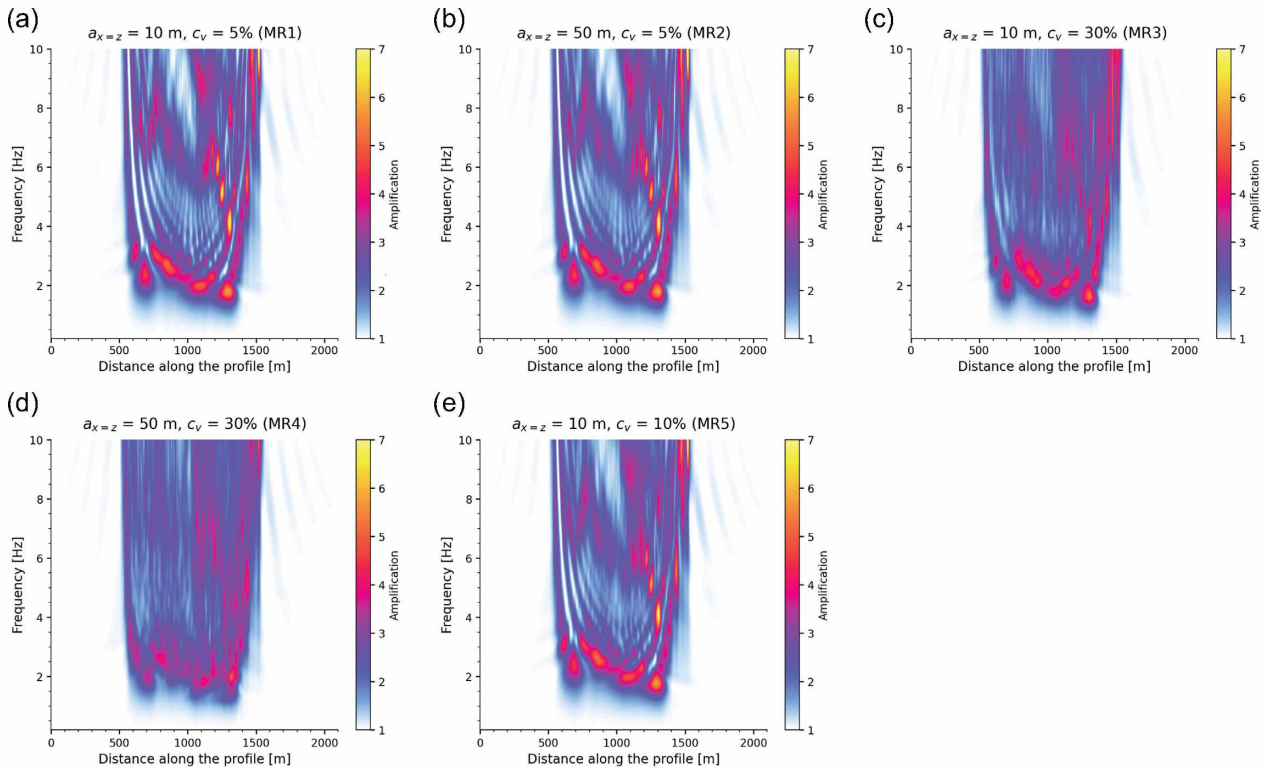 (a)
a_{x=z} = 10 m, c_v = 5% (MR1)
10
8
6
4
2
Frequency [Hz]
0 500 1000 1500 2000
Distance along the profile [m]
7
6
5
4
3
2
1
Amplification
(b)
a_{x=z} = 50 m, c_v = 5% (MR2)
10
8
6
4
2
Frequency [Hz]
0 500 1000 1500 2000
Distance along the profile [m]
7
6
5
4
3
2
1
Amplification
(c)
a_{x=z} = 10 m, c_v = 30% (MR3)
10
8
6
4
2
Frequency [Hz]
0 500 1000 1500 2000
Distance along the profile [m]
7
6
5
4
3
2
1
Amplification
(d)
a_{x=z} = 50 m, c_v = 30% (MR4)
10
8
6
4
2
Frequency [Hz]
0 500 1000 1500 2000
Distance along the profile [m]
7
6
5
4
3
2
1
Amplification
(e)
a_{x=z} = 10 m, c_v = 10% (MR5)
10
8
6
4
2
Frequency [Hz]
0 500 1000 1500 2000
Distance along the profile [m]
7
6
5
4
3
2
1
Amplification